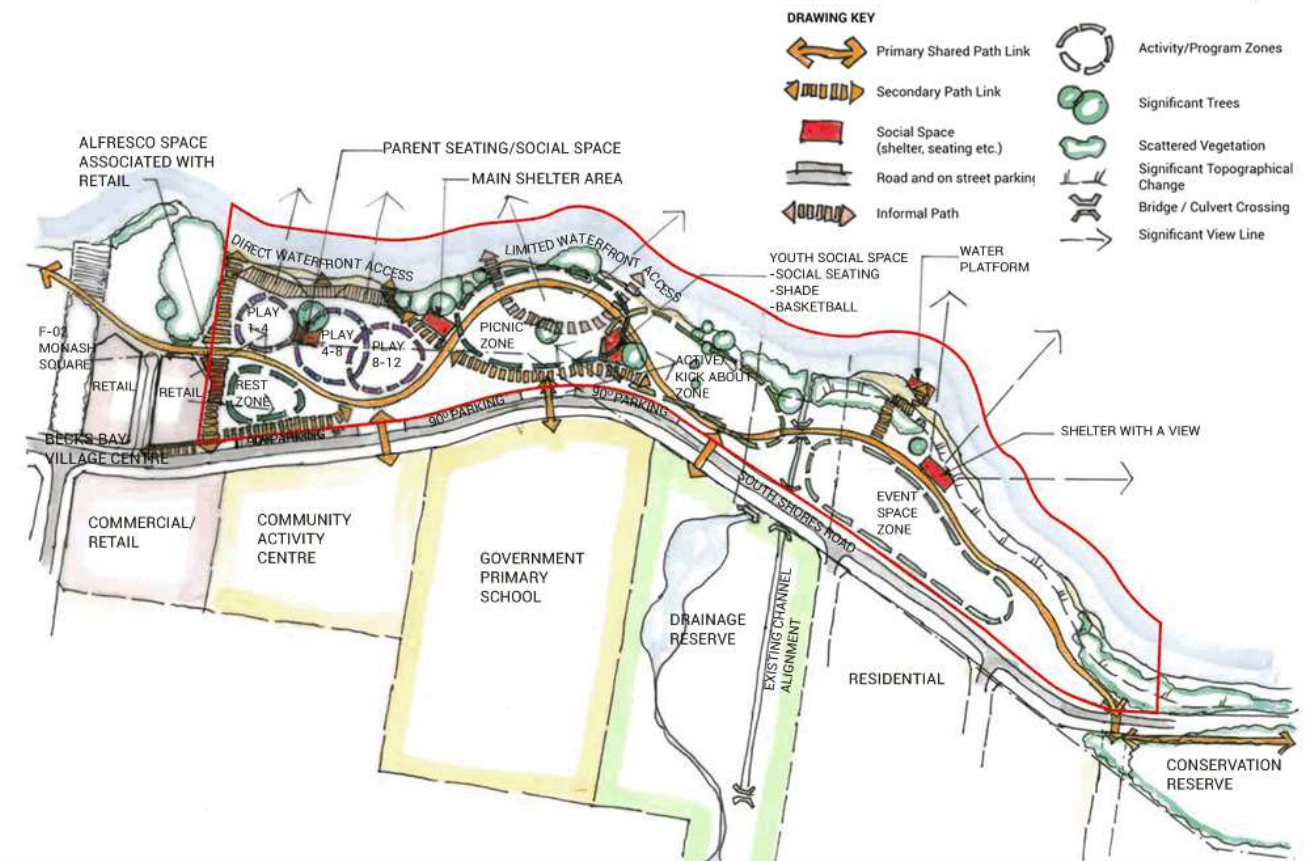 DRAWING KEY
Primary Shared Path Link
Secondary Path Link
Social Space
(shelter, seating etc.)
Road and on street parking
Informal Path
Activity/Program Zones
Significant Trees
Scattered Vegetation
Significant Topographical
Change
Bridge / Culvert Crossing
Significant View Line
ALFRESCO SPACE
ASSOCIATED WITH
RETAIL
PARENT SEATING/SOCIAL SPACE
MAIN SHELTER AREA
DIRECT WATERFRONT ACCESS
LIMITED WATERFRONT ACCESS
YOUTH SOCIAL SPACE
-SOCIAL SEATING
-SHADE
-BASKETBALL
WATER
PLATFORM
SHELTER WITH A VIEW
F-02
MONASH
SQUARE
RETAIL
RETAIL
PLAY
1-4
PLAY
4-8
PLAY
8-12
REST
ZONE
PICNIC
ZONE
ACTIVE/
KICK ABOUT
ZONE
EVENT
SPACE
ZONE
90º PARKING
90º PARKING
90º PARKING
BECKS BAY
VILLAGE CENTRE
SOUTH SHORES ROAD
COMMERCIAL/
RETAIL
COMMUNITY
ACTIVITY
CENTRE
GOVERNMENT
PRIMARY
SCHOOL
DRAINAGE
RESERVE
EXISTING CHANNEL
ALIGNMENT
RESIDENTIAL
CONSERVATION
RESERVE